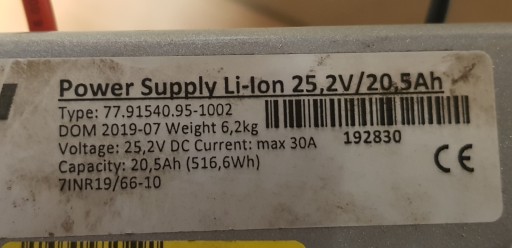 Power Supply Li-Ion 25,2V/20,5Ah
Type: 77.91540.95-1002
DOM 2019-07 Weight 6,2kg
Voltage: 25,2V DC Current: max 30A
192830
Capacity: 20,5Ah (516,6Wh)
7INR19/66-10
CE